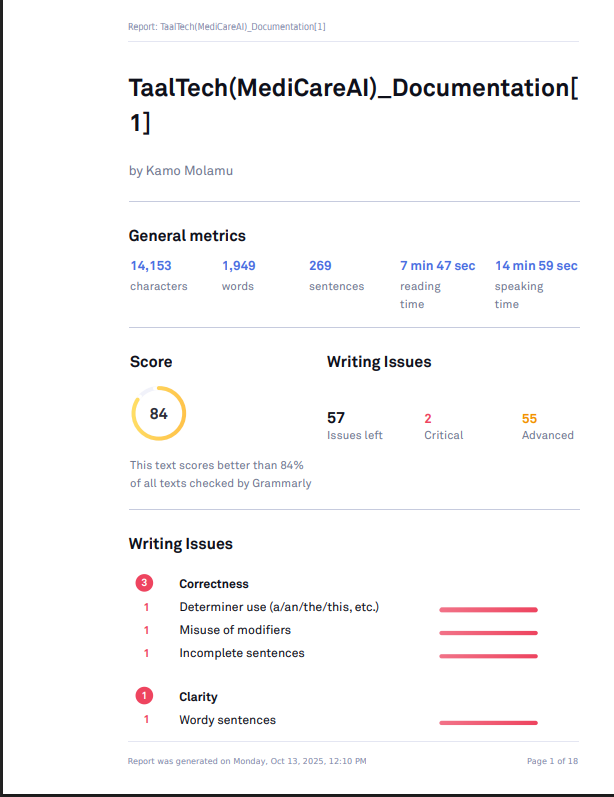 Report: TaalTech(MediCareAI)_Documentation[1]
TaalTech(MediCareAI)_Documentation[
1]
by Kamo Molamu
General metrics
14,153 1,949 269 7 min 47 sec 14 min 59 sec
characters words sentences reading speaking
time time
Score Writing Issues
84
57 2 55
Issues left Critical Advanced
This text scores better than 84%
of all texts checked by Grammarly
Writing Issues
3 Correctness
1 Determiner use (a/an/the/this, etc.)
1 Misuse of modifiers
1 Incomplete sentences
1 Clarity
1 Wordy sentences
Report was generated on Monday, Oct 13, 2025, 12:10 PM Page 1 of 18